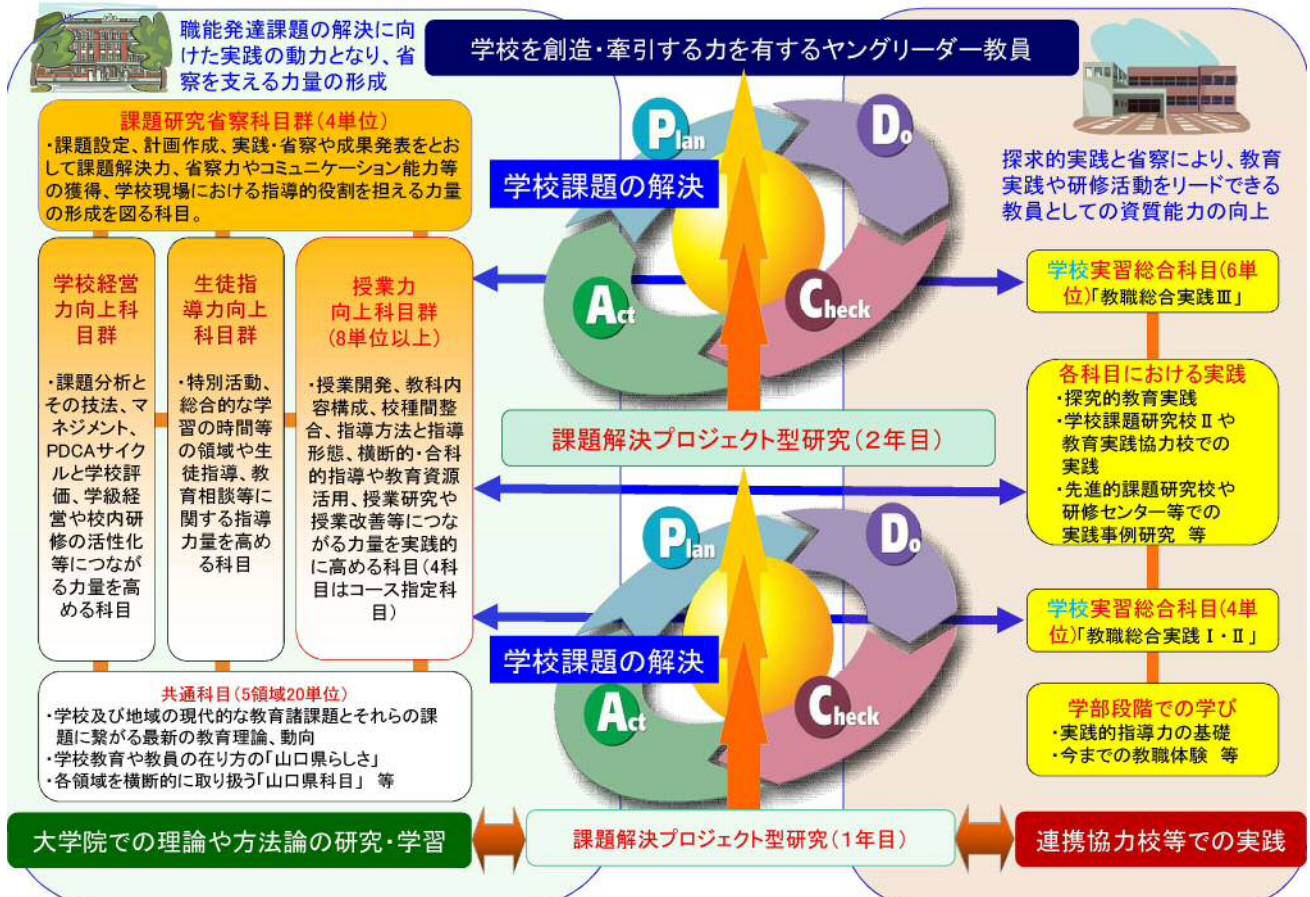 職能発達課題の解決に向
けた実践の動力となり、省
察を支える力量の形成
学校を創造・牽引する力を有するヤングリーダー教員
課題研究省察科目群(4単位)
・課題設定、計画作成、実践・省察や成果発表をとお
して課題解決力、省察力やコミュニケーション能力等
の獲得、学校現場における指導的役割を担える力量
の形成を図る科目。
学校経営
力向上科
目群
・課題分析と
その技法、マ
ネジメント、
PDCAサイク
ルと学校評
価、学級経
営や校内研
修の活性化
等につなが
る力量を高
める科目
生徒指
導力向上
科目群
・特別活動、
総合的な学
習の時間等
の領域や生
徒指導、教
育相談等に
関する指導
力量を高め
る科目
授業力
向上科目群
(8単位以上)
・授業開発、教科内
容構成、校種間整
合、指導方法と指導
形態、横断的・合科
的指導や教育資源
活用、授業研究や
授業改善等につな
がる力量を実践的
に高める科目(4科
目はコース指定科
目)
共通科目(5領域20単位)
・学校及び地域の現代的な教育諸課題とそれらの課
題に繋がる最新の教育理論、動向
・学校教育や教員の在り方の「山口県らしさ」
・各領域を横断的に取り扱う「山口県科目」 等
大学院での理論や方法論の研究・学習
Plan
Do
学校課題の解決
Act
Check
課題解決プロジェクト型研究(2年目)
Plan
Do
学校課題の解決
Act
Check
課題解決プロジェクト型研究(1年目)
探求的実践と省察により、教育
実践や研修活動をリードできる
教員としての資質能力の向上
学校実習総合科目(6単
位)「教職総合実践Ⅲ」
各科目における実践
・探究的教育実践
・学校課題研究校Ⅱや
教育実践協力校での
実践
・先進的課題研究校や
研修センター等での
実践事例研究 等
学校実習総合科目(4単
位)「教職総合実践Ⅰ・Ⅱ」
学部段階での学び
・実践的指導力の基礎
・今までの教職体験 等
連携協力校等での実践